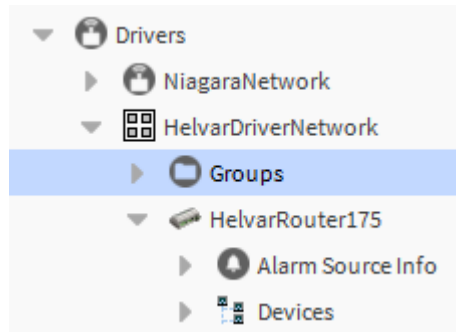 Drivers
NiagaraNetwork
HelvarDriverNetwork
Groups
HelvarRouter175
Alarm Source Info
Devices